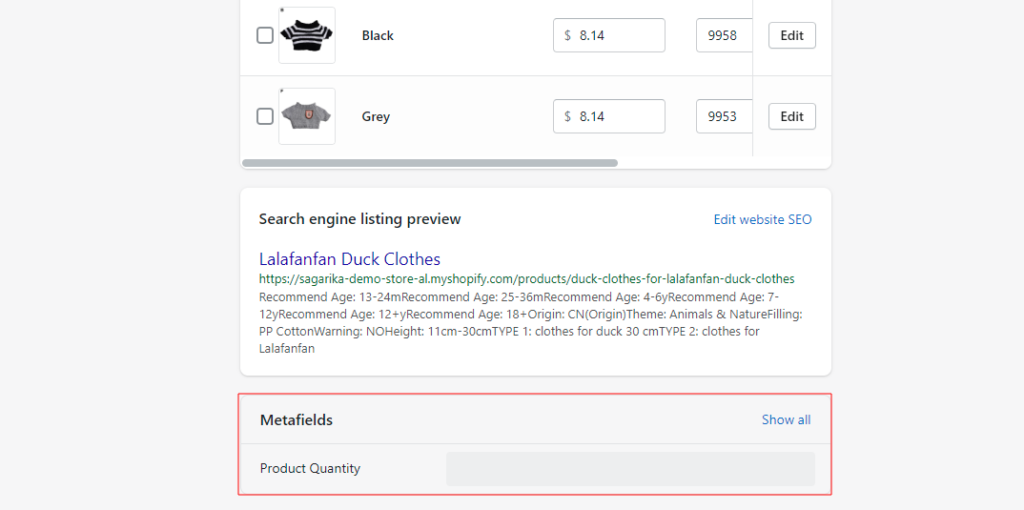 Black $ 8.14 9958 Edit
Grey $ 8.14 9953 Edit
Search engine listing preview Edit website SEO
Lalafanfan Duck Clothes
https://sagarika-demo-store-al.myshopify.com/products/duck-clothes-for-lalafanfan-duck-clothes
Recommend Age: 13-24mRecommend Age: 25-36mRecommend Age: 4-6yRecommend Age: 7-
12yRecommend Age: 12+yRecommend Age: 18+Origin: CN(Origin)Theme: Animals & NatureFilling:
PP CottonWarning: NOHeight: 11cm-30cmTYPE 1: clothes for duck 30 cmTYPE 2: clothes for
Lalafanfan
Metafields Show all
Product Quantity